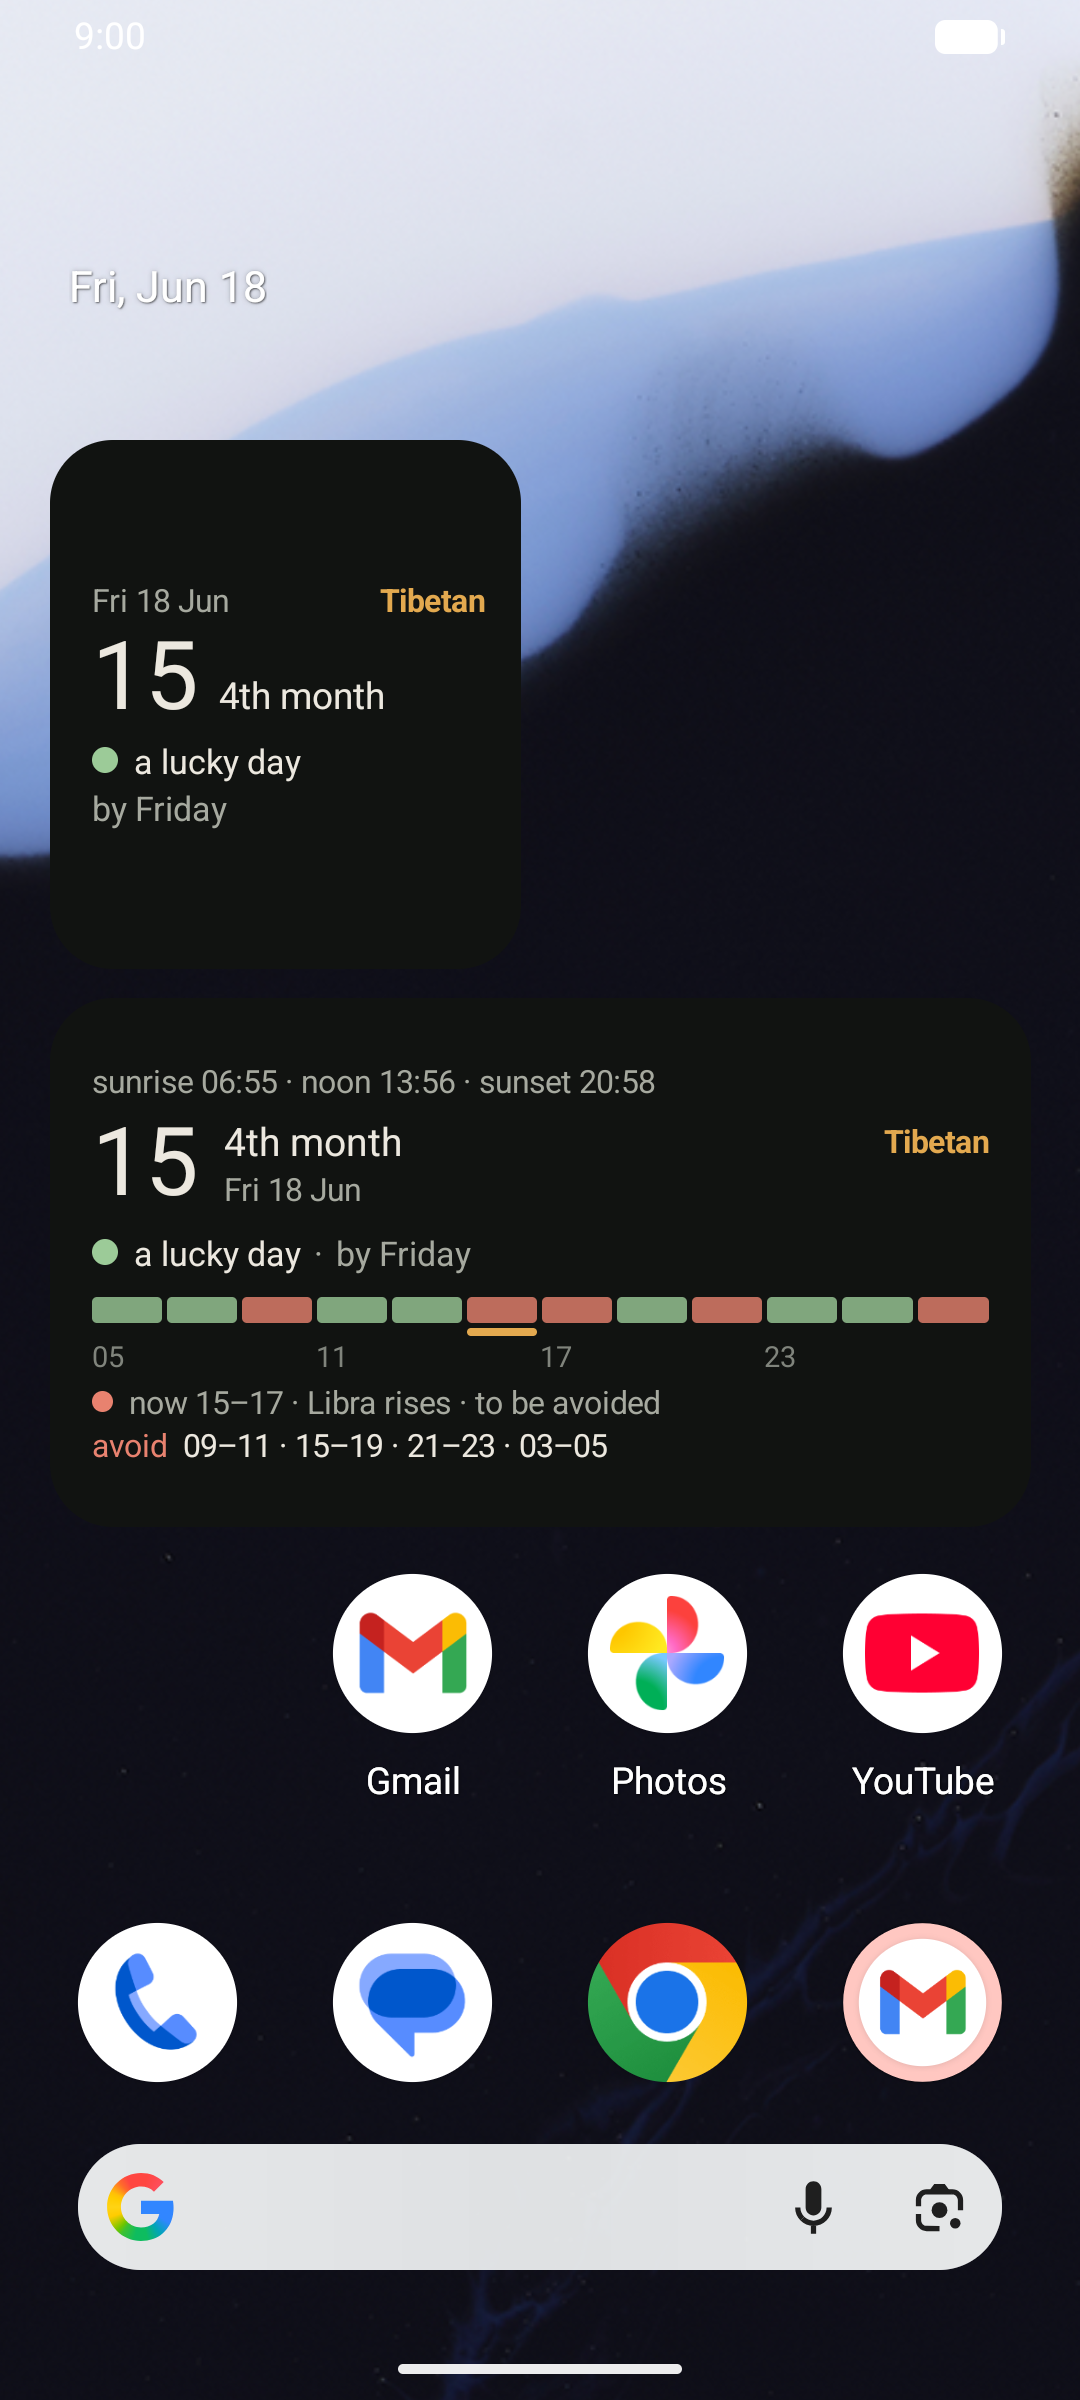 9:00
Fri, Jun 18
Fri 18 Jun
Tibetan
15 4th month
a lucky day
by Friday
sunrise 06:55 · noon 13:56 · sunset 20:58
15 4th month
Tibetan
Fri 18 Jun
a lucky day · by Friday
05 11 17 23
now 15–17 · Libra rises · to be avoided
avoid 09–11 · 15–19 · 21–23 · 03–05
Gmail Photos YouTube